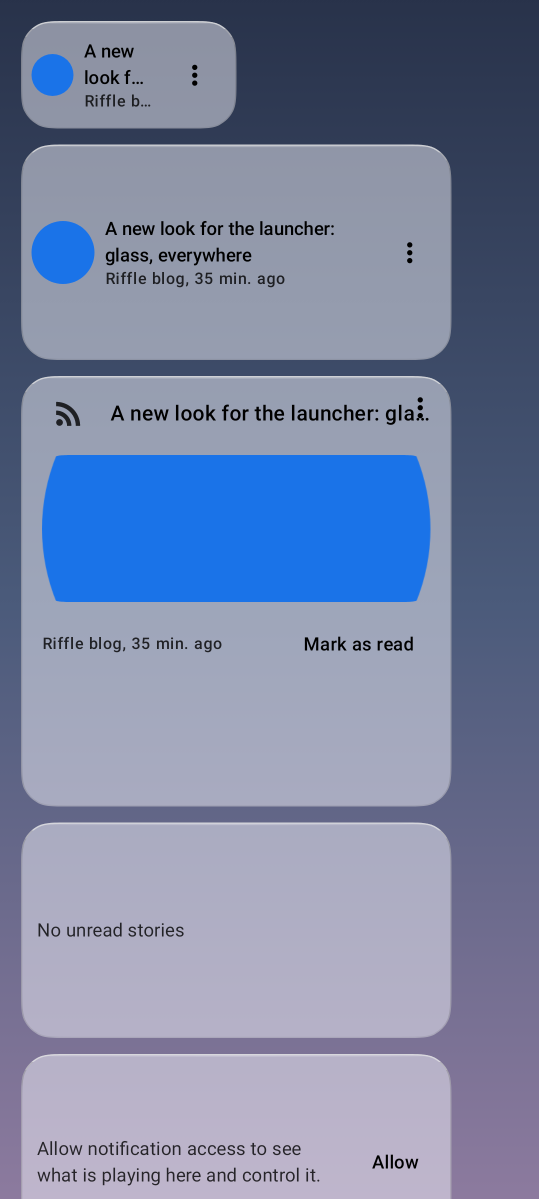 A new
look f…
Riffle b…
A new look for the launcher:
glass, everywhere
Riffle blog, 35 min. ago
A new look for the launcher: gla…
Riffle blog, 35 min. ago
Mark as read
No unread stories
Allow notification access to see
what is playing here and control it.
Allow